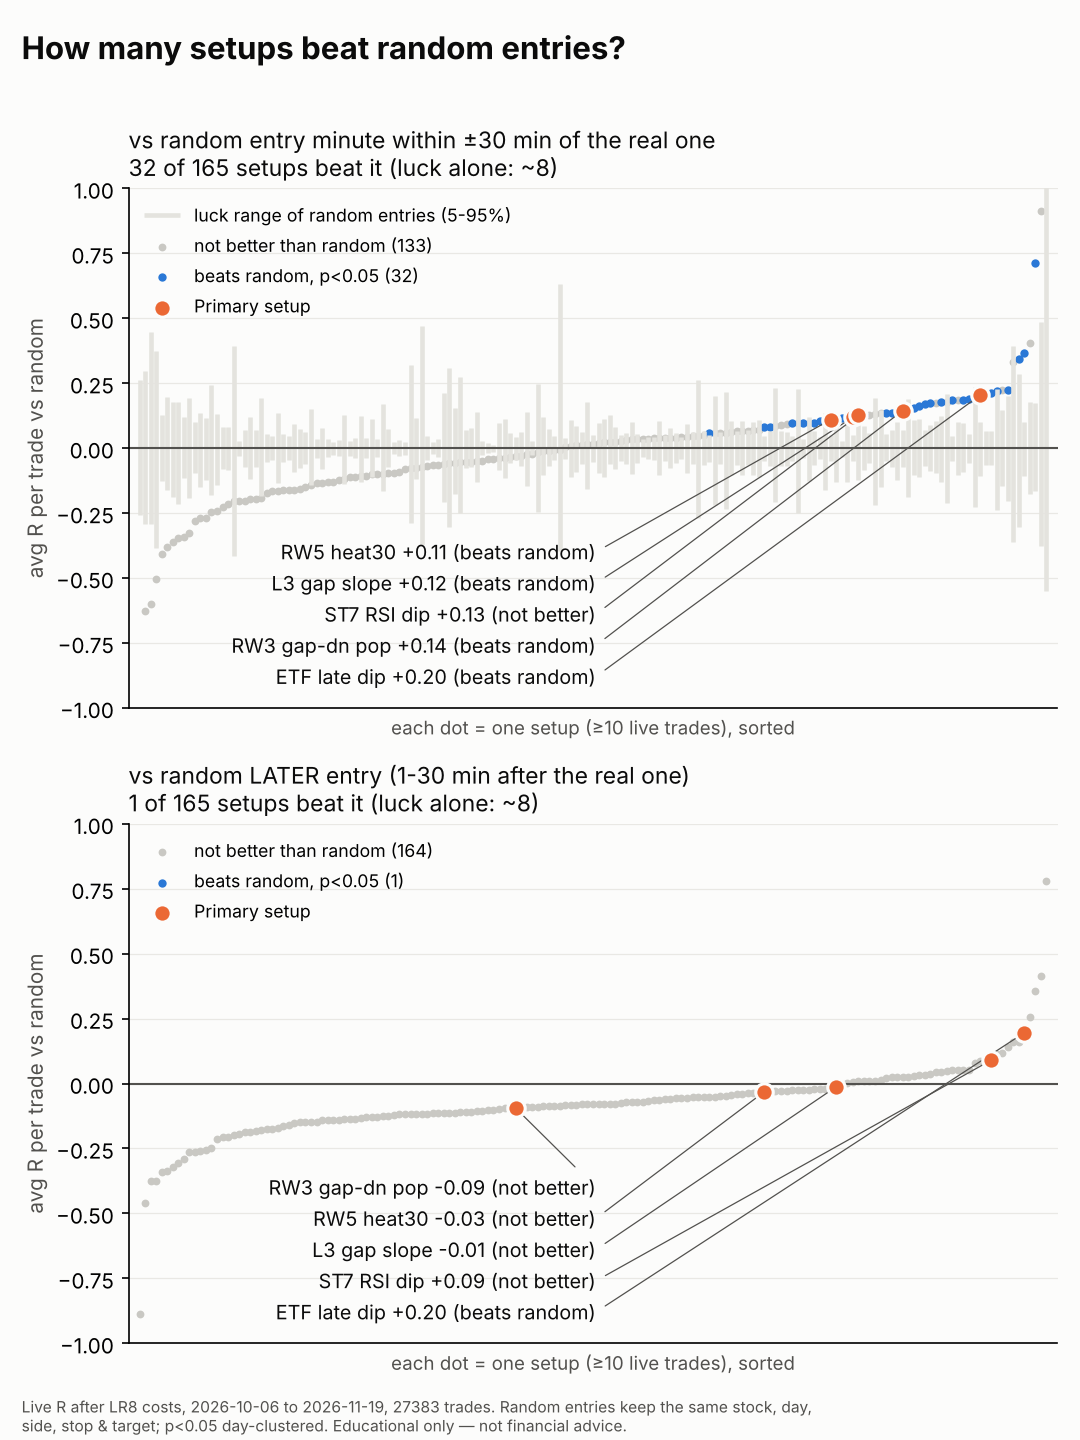 How many setups beat random entries?
vs random entry minute within ±30 min of the real one
32 of 165 setups beat it (luck alone: ~8)
1.00
0.75
0.50
0.25
0.00
−0.25
−0.50
−0.75
−1.00
avg R per trade vs random
luck range of random entries (5-95%)
not better than random (133)
beats random, p<0.05 (32)
Primary setup
RW5 heat30 +0.11 (beats random)
L3 gap slope +0.12 (beats random)
ST7 RSI dip +0.13 (not better)
RW3 gap-dn pop +0.14 (beats random)
ETF late dip +0.20 (beats random)
each dot = one setup (≥10 live trades), sorted
vs random LATER entry (1-30 min after the real one)
1 of 165 setups beat it (luck alone: ~8)
1.00
0.75
0.50
0.25
0.00
−0.25
−0.50
−0.75
−1.00
avg R per trade vs random
not better than random (164)
beats random, p<0.05 (1)
Primary setup
RW3 gap-dn pop -0.09 (not better)
RW5 heat30 -0.03 (not better)
L3 gap slope -0.01 (not better)
ST7 RSI dip +0.09 (not better)
ETF late dip +0.20 (beats random)
each dot = one setup (≥10 live trades), sorted
Live R after LR8 costs, 2026-10-06 to 2026-11-19, 27383 trades. Random entries keep the same stock, day,
side, stop & target; p<0.05 day-clustered. Educational only — not financial advice.